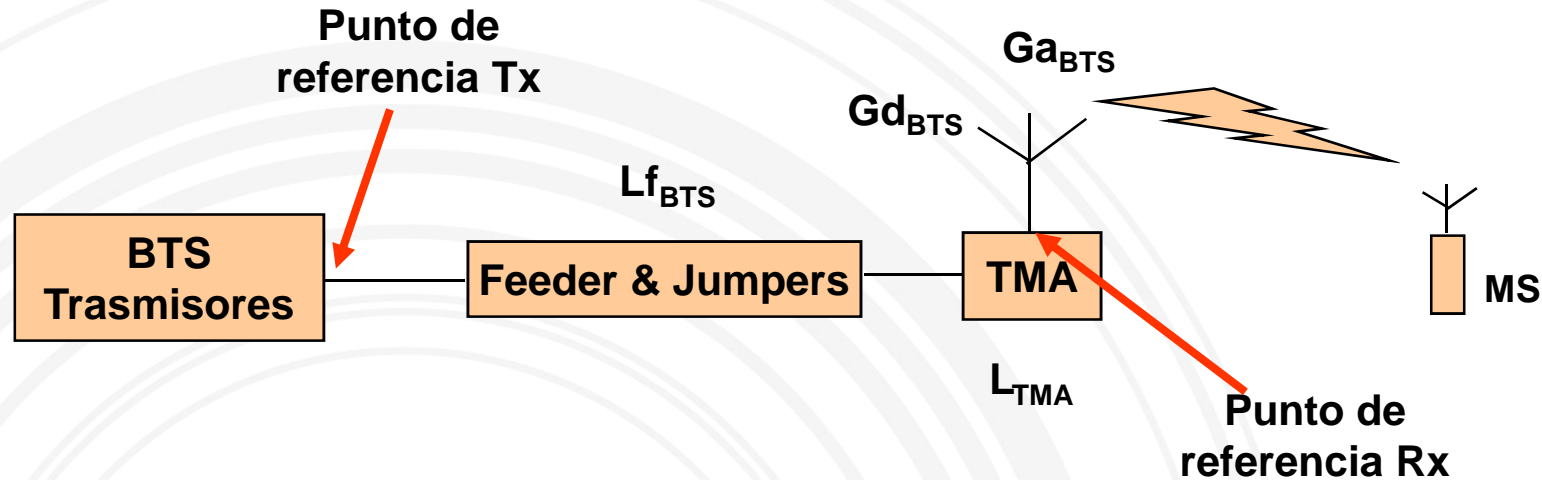 Punto de
referencia Tx
Ga_BTS
Gd_BTS
Lf_BTS
BTS
Trasmisores
Feeder & Jumpers
TMA
MS
L_TMA
Punto de
referencia Rx